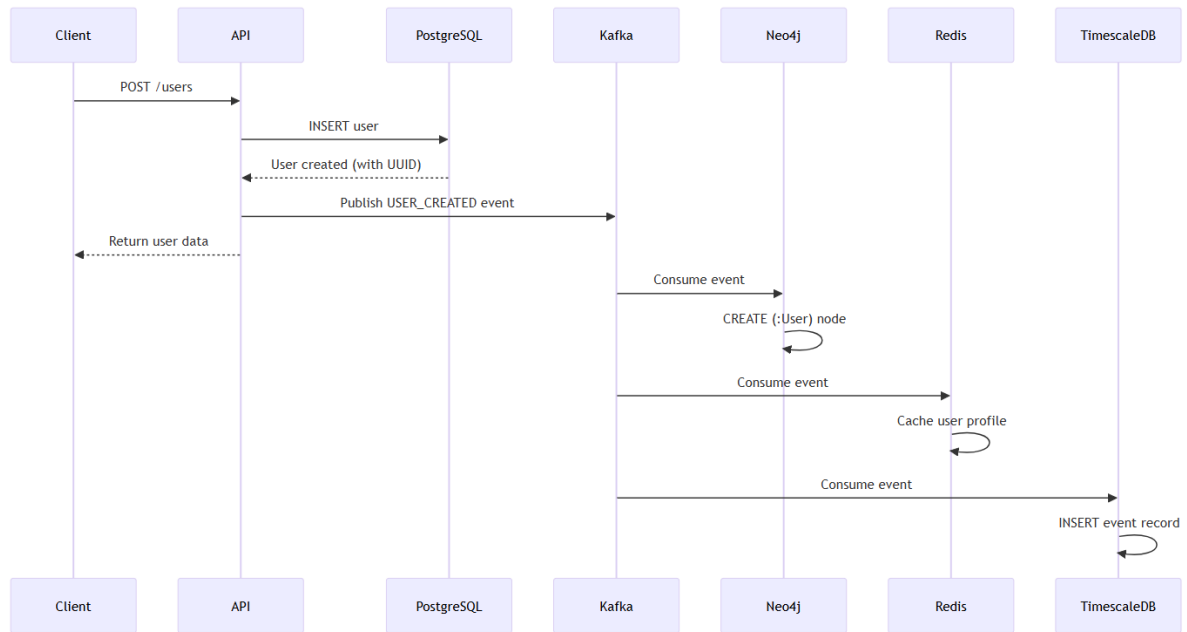 Client API PostgreSQL Kafka Neo4j Redis TimescaleDB
POST /users
INSERT user
User created (with UUID)
Publish USER_CREATED event
Return user data
Consume event
CREATE (:User) node
Consume event
Cache user profile
Consume event
INSERT event record
Client API PostgreSQL Kafka Neo4j Redis TimescaleDB